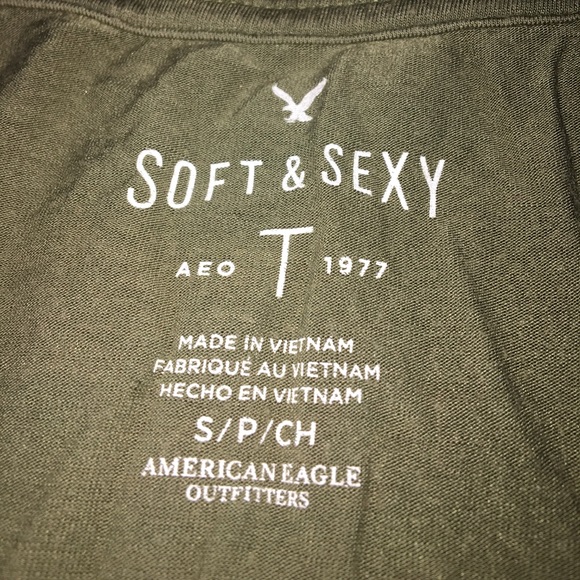 SOFT & SEXY
AEO T 1977
MADE IN VIETNAM
FABRIQUÉ AU VIETNAM
HECHO EN VIETNAM
S/P/CH
AMERICAN EAGLE
OUTFITTERS